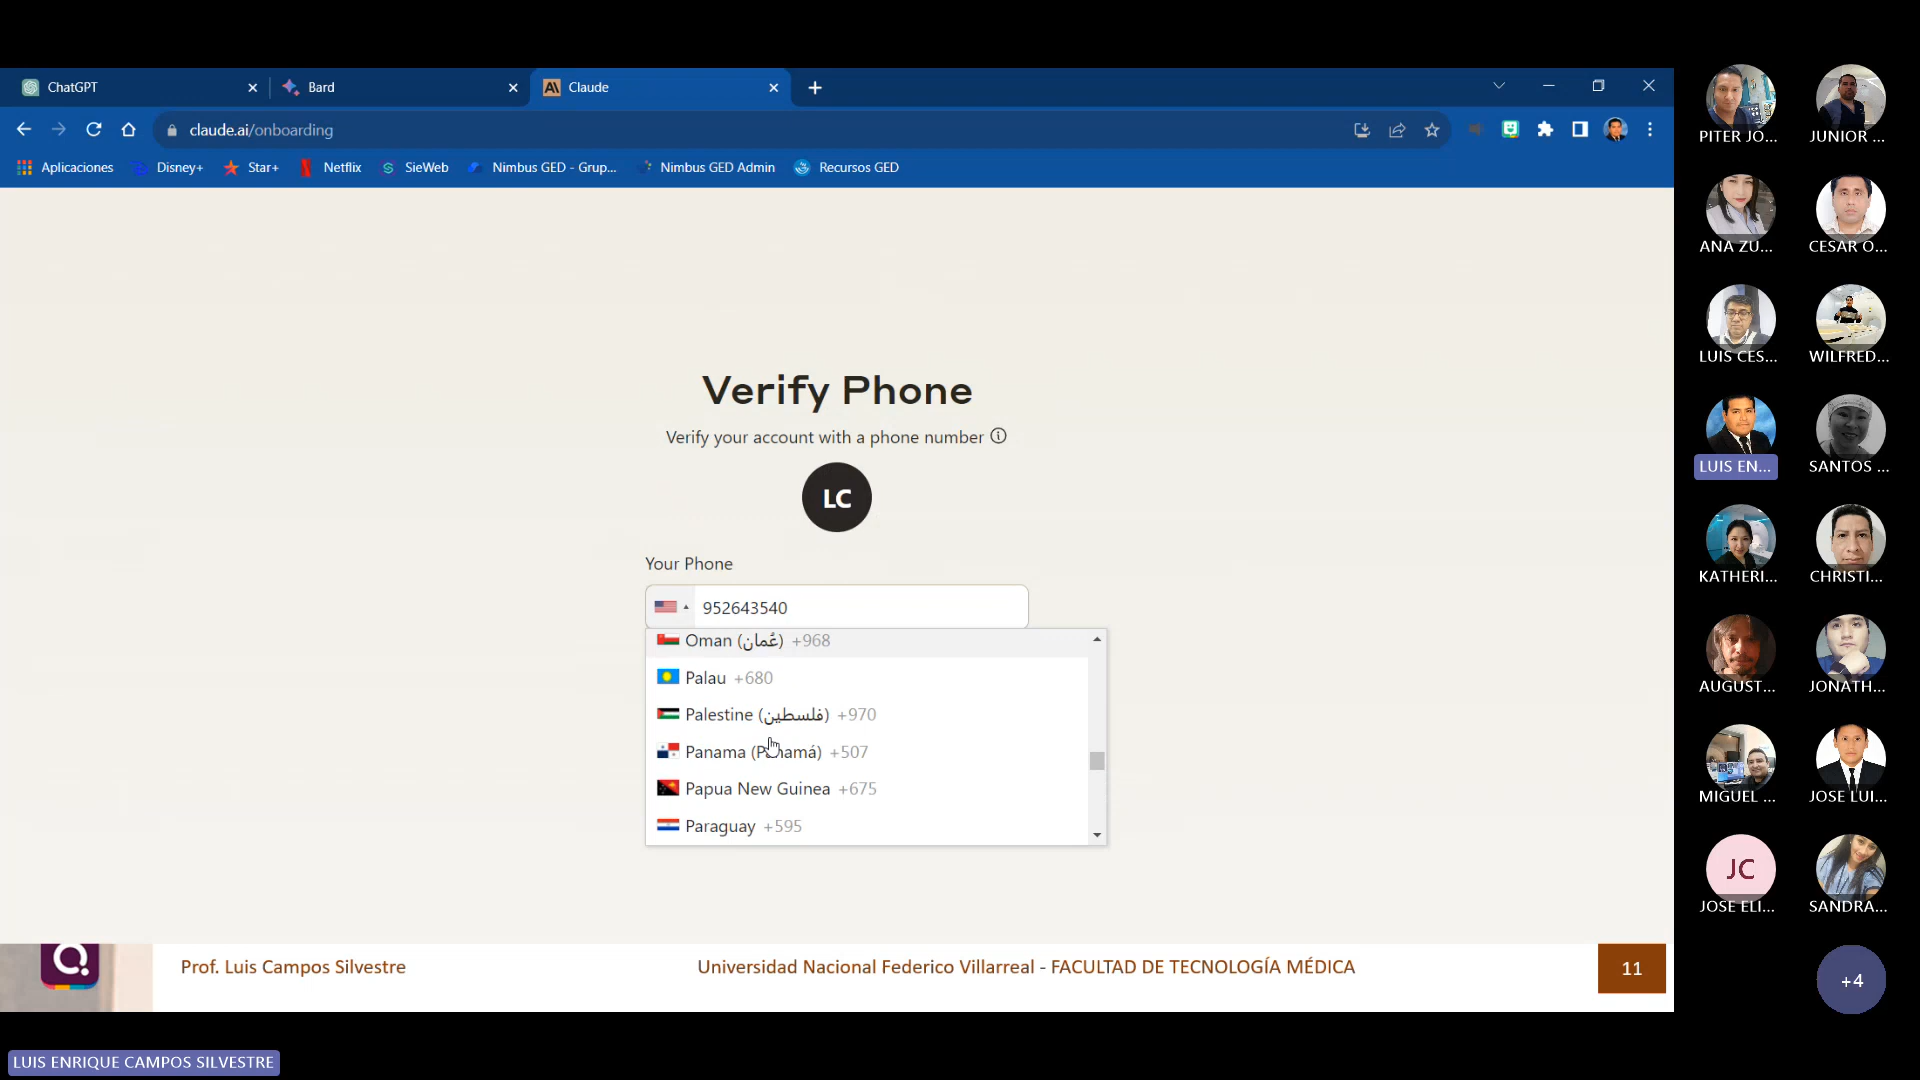 ChatGPT
Bard
Claude
claude.ai/onboarding
Aplicaciones
Disney+
Star+
Netflix
SieWeb
Nimbus GED - Grup...
Nimbus GED Admin
Recursos GED
Verify Phone
Verify your account with a phone number
LC
Your Phone
952643540
Oman (عُمان) +968
Palau +680
Palestine (فلسطين) +970
Panama (Panamá) +507
Papua New Guinea +675
Paraguay +595
Prof. Luis Campos Silvestre
Universidad Nacional Federico Villarreal - FACULTAD DE TECNOLOGÍA MÉDICA
11
PITER JO...
JUNIOR ...
ANA ZU...
CESAR O...
LUIS CES...
WILFRED...
LUIS EN...
SANTOS ...
KATHERI...
CHRISTI...
AUGUST...
JONATH...
MIGUEL ...
JOSE LUI...
JC
JOSE ELI...
SANDRA...
+4
LUIS ENRIQUE CAMPOS SILVESTRE